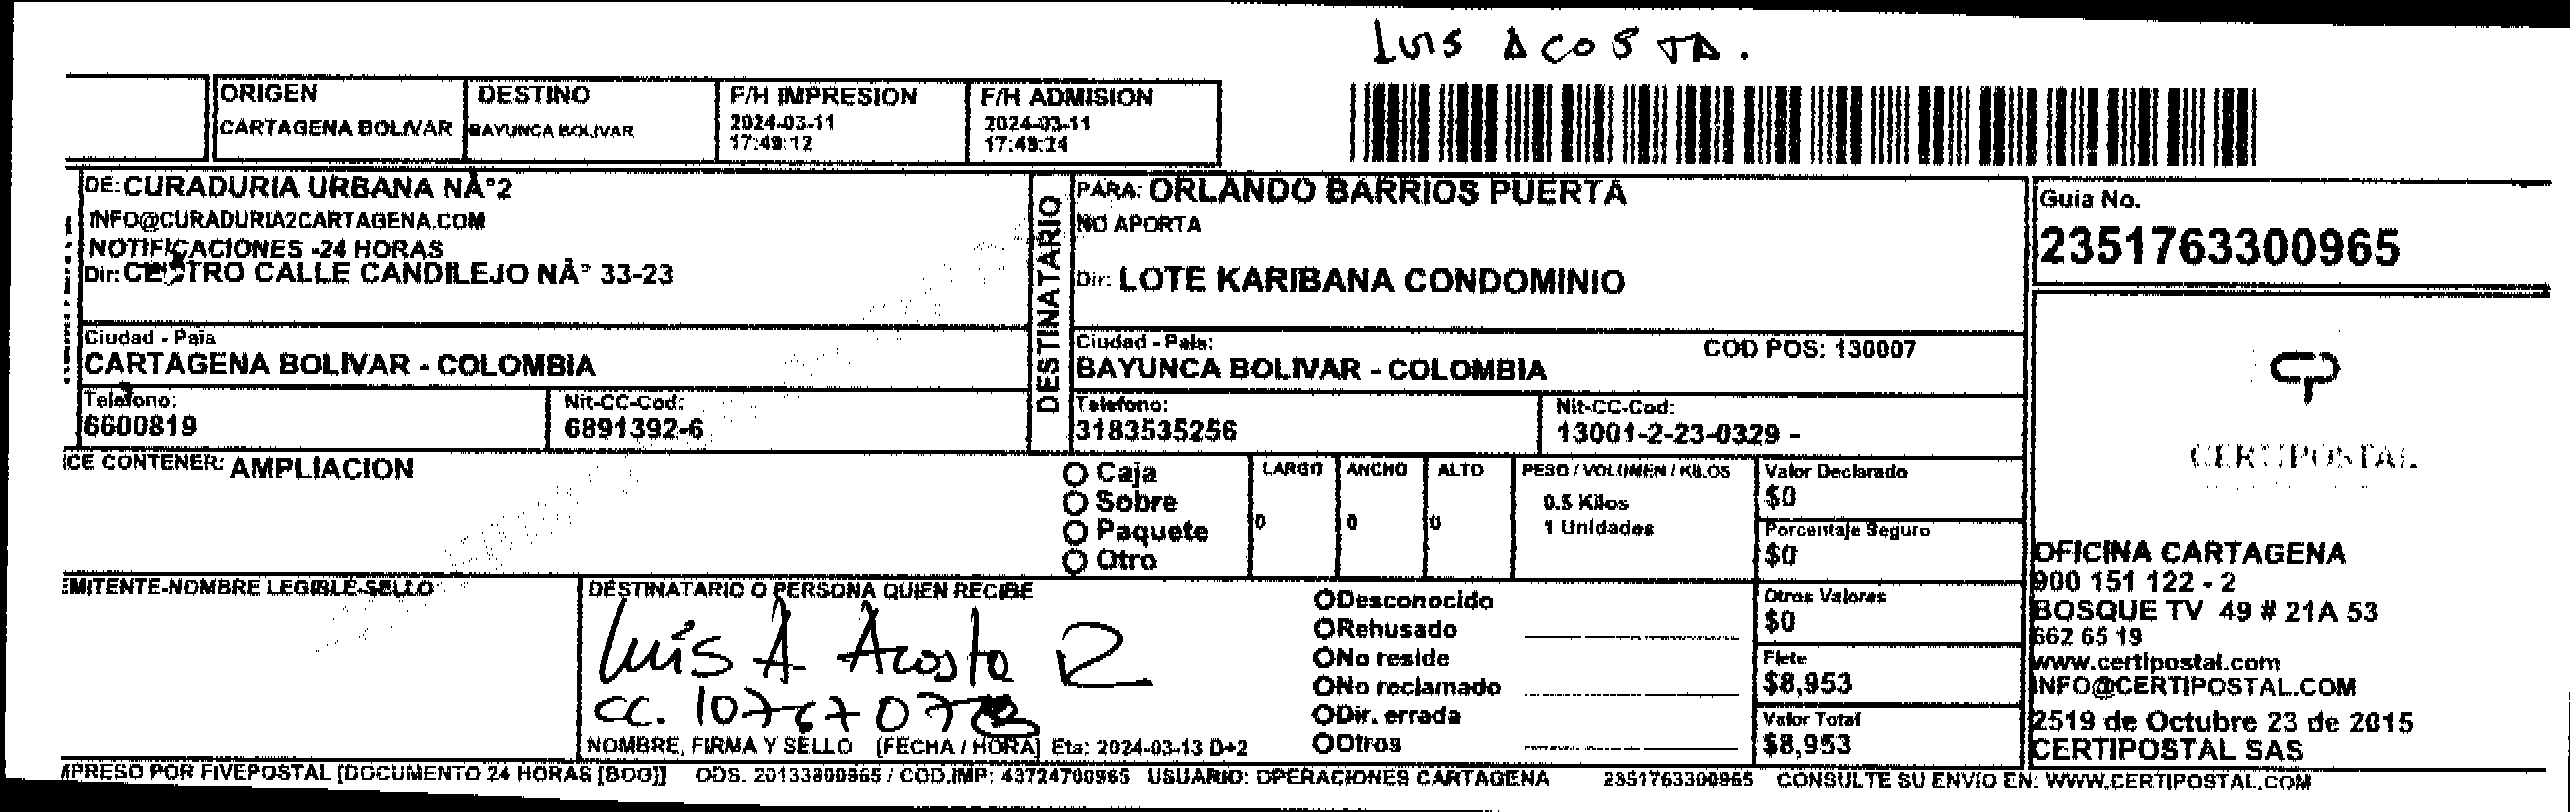 Luis Acosta.
ORIGEN DESTINO F/H IMPRESION F/H ADMISION
CARTAGENA BOLIVAR BAYUNCA BOLIVAR 2024-03-11 2024-03-11
17:49:12 17:49:24
DE: CURADURIA URBANA NÂ°2
INFO@CURADURIA2CARTAGENA.COM
NOTIFICACIONES -24 HORAS
Dir: CENTRO CALLE CANDILEJO NÂ° 33-23
Ciudad - Pais
CARTAGENA BOLIVAR - COLOMBIA
Telefono: Nit-CC-Cod:
6600819 6891392-6
DESTINATARIO
PARA: ORLANDO BARRIOS PUERTA
NO APORTA
Dir: LOTE KARIBANA CONDOMINIO
Ciudad - Pais: COD POS: 130007
BAYUNCA BOLIVAR - COLOMBIA
Telefono: Nit-CC-Cod:
3183535256 13001-2-23-0329 -
Guia No.
2351763300965
CERTIPOSTAL
ICE CONTENER: AMPLIACION
Caja
Sobre
Paquete
Otro
LARGO ANCHO ALTO PESO / VOLUMEN / KILOS
0 0 0 0.5 Kilos
1 Unidades
Valor Declarado
$0
Porcentaje Seguro
$0
Otros Valores
$0
Flete
$8,953
Valor Total
$8,953
OFICINA CARTAGENA
900 151 122 - 2
BOSQUE TV 49 # 21A 53
662 65 19
www.certipostal.com
INFO@CERTIPOSTAL.COM
2519 de Octubre 23 de 2015
CERTIPOSTAL SAS
EMITENTE-NOMBRE LEGIBLE-SELLO
DESTINATARIO O PERSONA QUIEN RECIBE
Luis A. Acosta R
CC.
NOMBRE, FIRMA Y SELLO [FECHA / HORA] Eta: 2024-03-13 D+2
Desconocido
Rehusado
No reside
No reclamado
Dir. errada
Otros
MPRESO POR FIVEPOSTAL [DOCUMENTO 24 HORAS [BOG]] ODS. 20133800965 / COD.IMP: 43724700965 USUARIO: OPERACIONES CARTAGENA 2351763300965 CONSULTE SU ENVIO EN: WWW.CERTIPOSTAL.COM